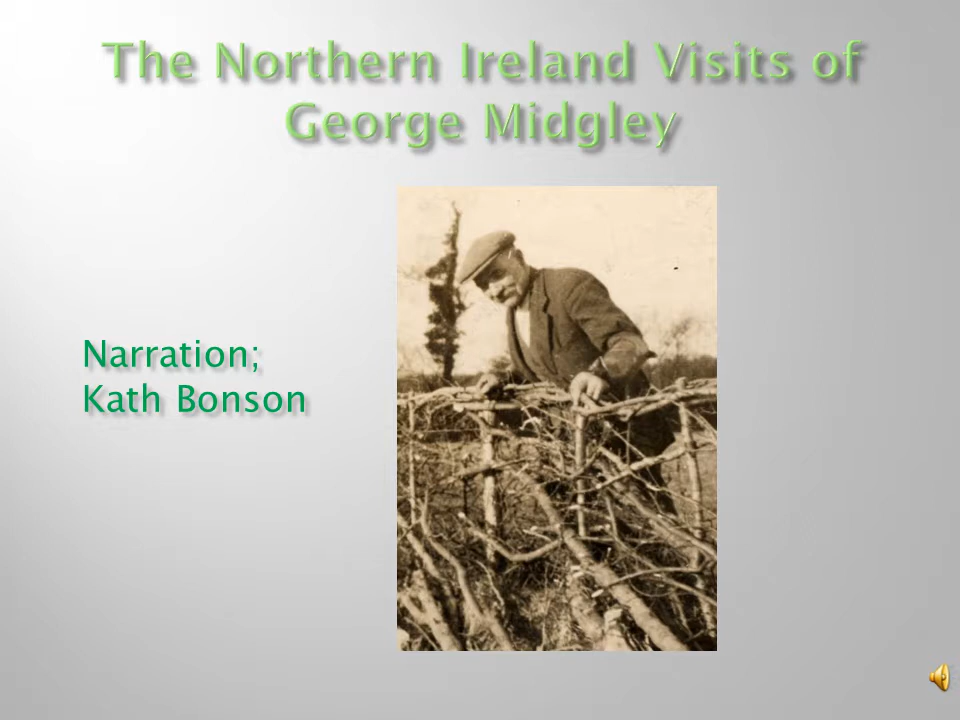 The Northern Ireland Visits of
George Midgley
Narration;
Kath Bonson